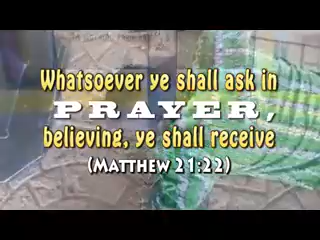 Whatsoever ye shall ask in
PRAYER,
believing, ye shall receive
(Matthew 21:22)